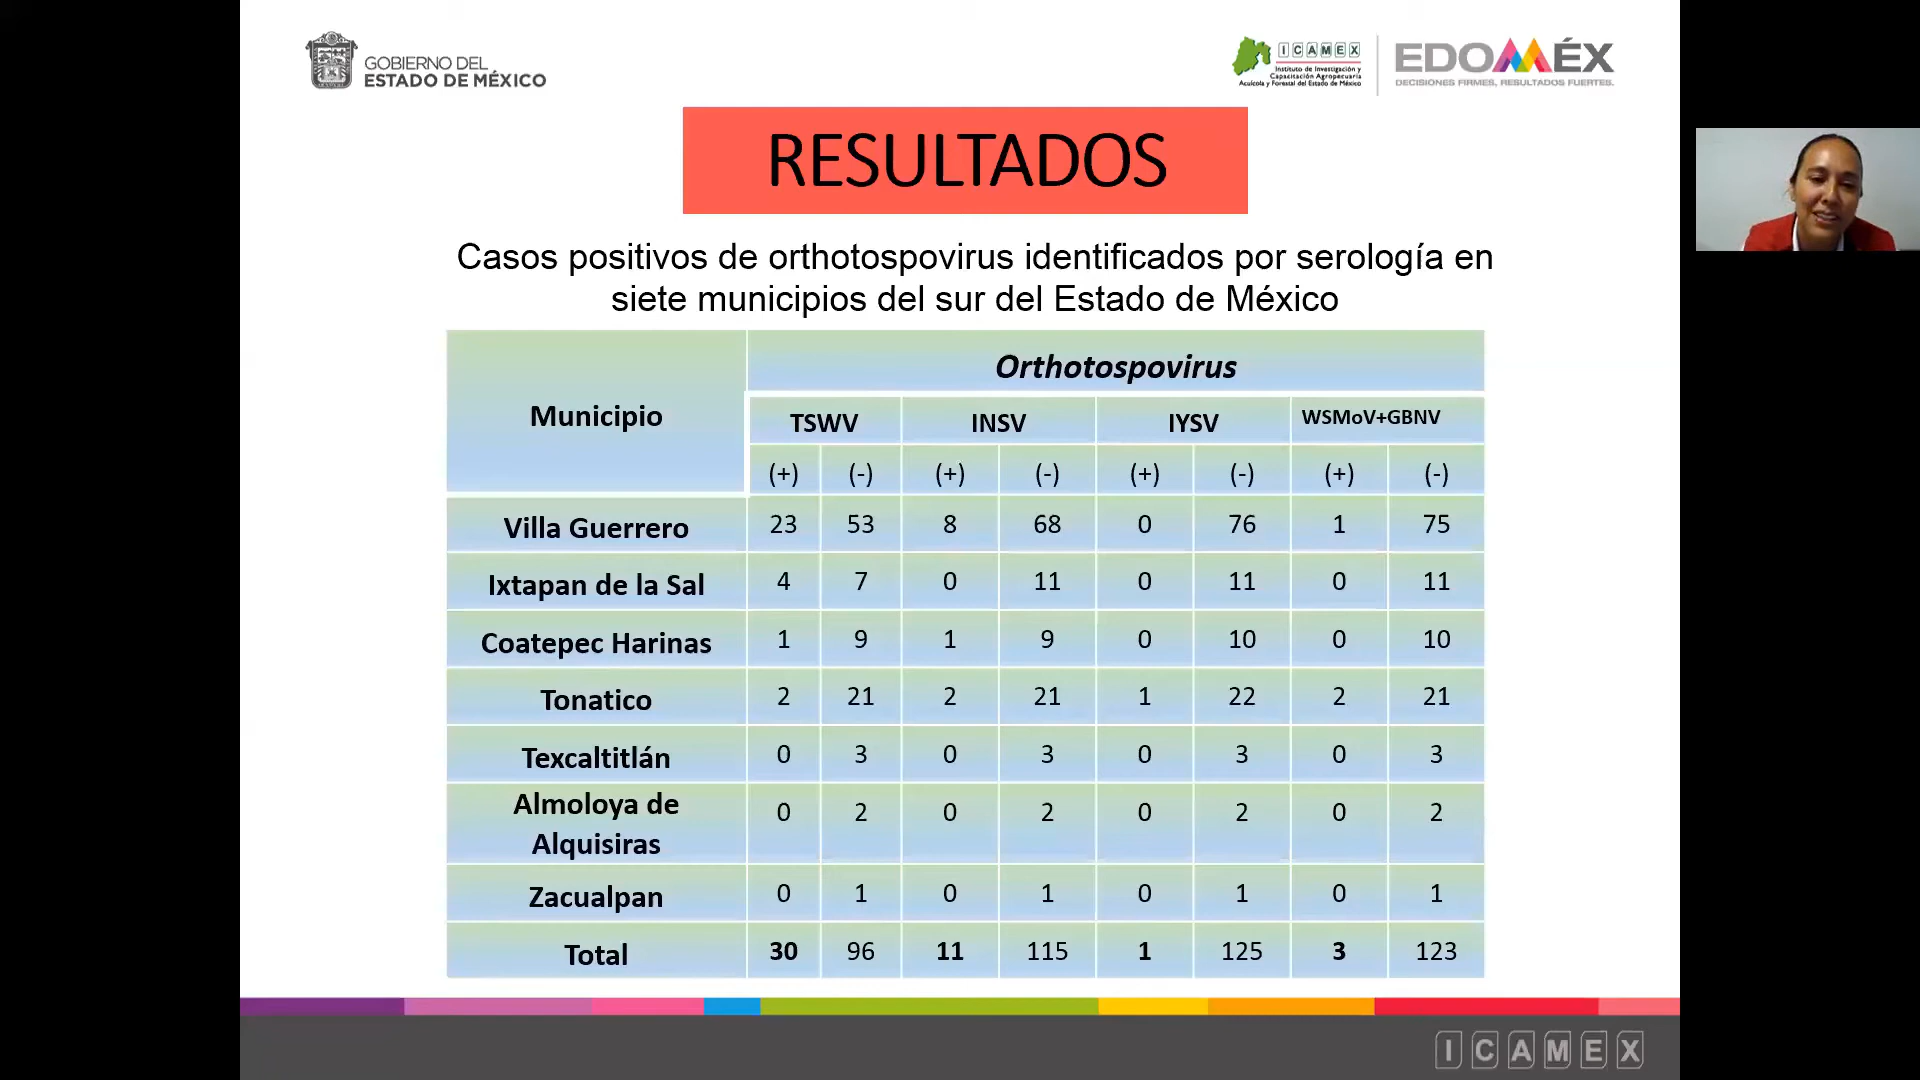 GOBIERNO DEL
ESTADO DE MÉXICO
ICAMEX
Instituto de Investigación y
Capacitación Agropecuaria
Acuícola y Forestal del Estado de México
EDOMÉX
DECISIONES FIRMES, RESULTADOS FUERTES.
RESULTADOS
Casos positivos de orthotospovirus identificados por serología en
siete municipios del sur del Estado de México
Municipio
Orthotospovirus
TSWV INSV IYSV WSMoV+GBNV
(+) (-) (+) (-) (+) (-) (+) (-)
Villa Guerrero 23 53 8 68 0 76 1 75
Ixtapan de la Sal 4 7 0 11 0 11 0 11
Coatepec Harinas 1 9 1 9 0 10 0 10
Tonatico 2 21 2 21 1 22 2 21
Texcaltitlán 0 3 0 3 0 3 0 3
Almoloya de
Alquisiras 0 2 0 2 0 2 0 2
Zacualpan 0 1 0 1 0 1 0 1
Total 30 96 11 115 1 125 3 123
ICAMEX